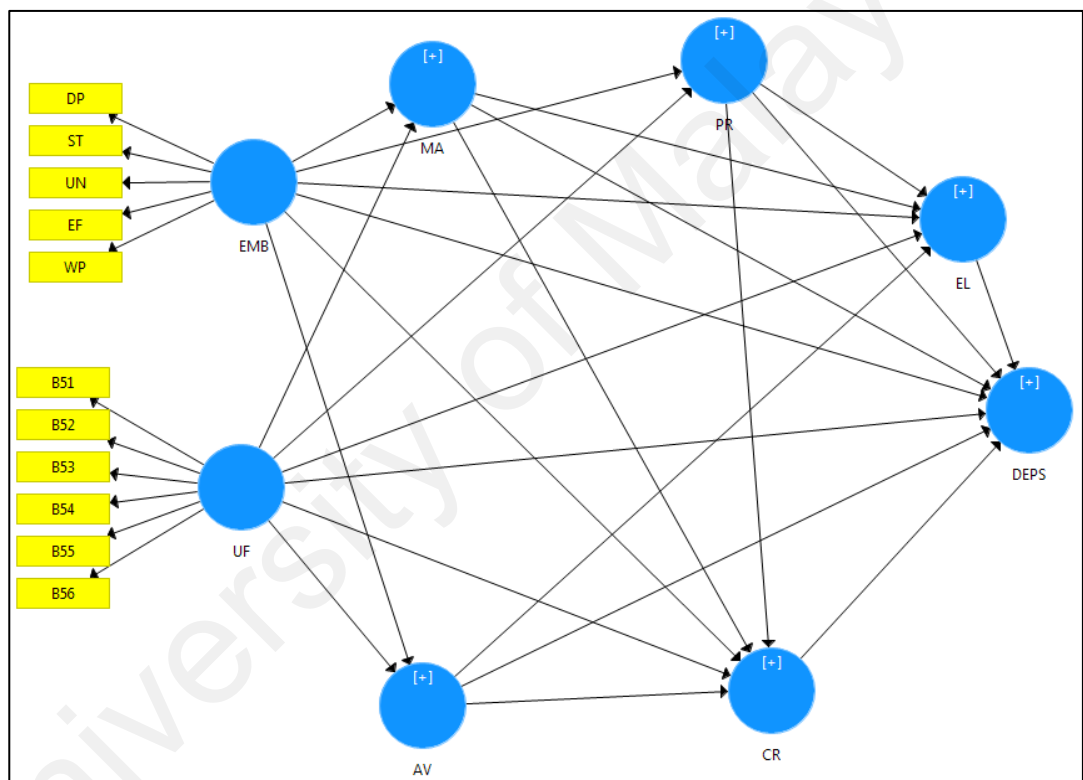 [+]
[+]
DP
ST
MA
PR
UN
[+]
EF
EMB
WP
EL
B51
[+]
B52
B53
DEPS
B54
B55
UF
B56
[+]
[+]
AV
CR
University of Malay